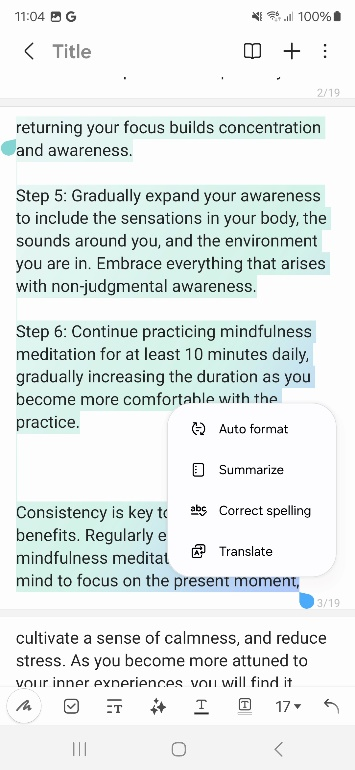 11:04 G 100%
Title
2/19
returning your focus builds concentration
and awareness.
Step 5: Gradually expand your awareness
to include the sensations in your body, the
sounds around you, and the environment
you are in. Embrace everything that arises
with non-judgmental awareness.
Step 6: Continue practicing mindfulness
meditation for at least 10 minutes daily,
gradually increasing the duration as you
become more comfortable with the
practice.
Auto format
Summarize
Correct spelling
Translate
Consistency is key to
benefits. Regularly e
mindfulness meditat
mind to focus on the present moment,
3/19
cultivate a sense of calmness, and reduce
stress. As you become more attuned to
your inner experiences, you will find it
17